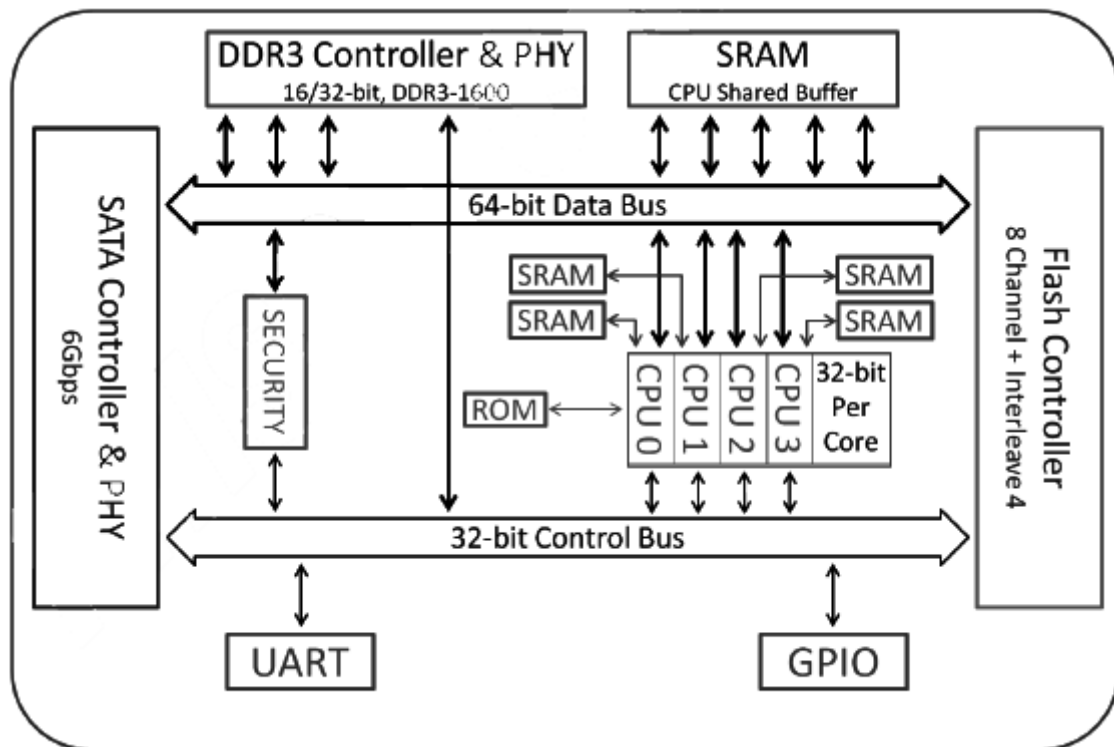 DDR3 Controller & PHY
16/32-bit, DDR3-1600
SRAM
CPU Shared Buffer
SATA Controller & PHY
6Gbps
64-bit Data Bus
Flash Controller
8 Channel + Interleave 4
SECURITY
SRAM
SRAM
SRAM
SRAM
ROM
CPU 0
CPU 1
CPU 2
CPU 3
32-bit
Per
Core
32-bit Control Bus
UART
GPIO